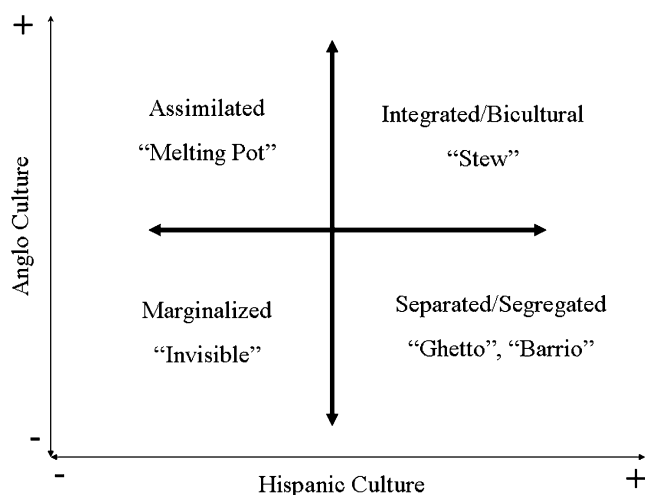 +
Assimilated
“Melting Pot”
Integrated/Bicultural
“Stew”
Anglo Culture
Marginalized
“Invisible”
Separated/Segregated
“Ghetto”, “Barrio”
-
-
+
Hispanic Culture